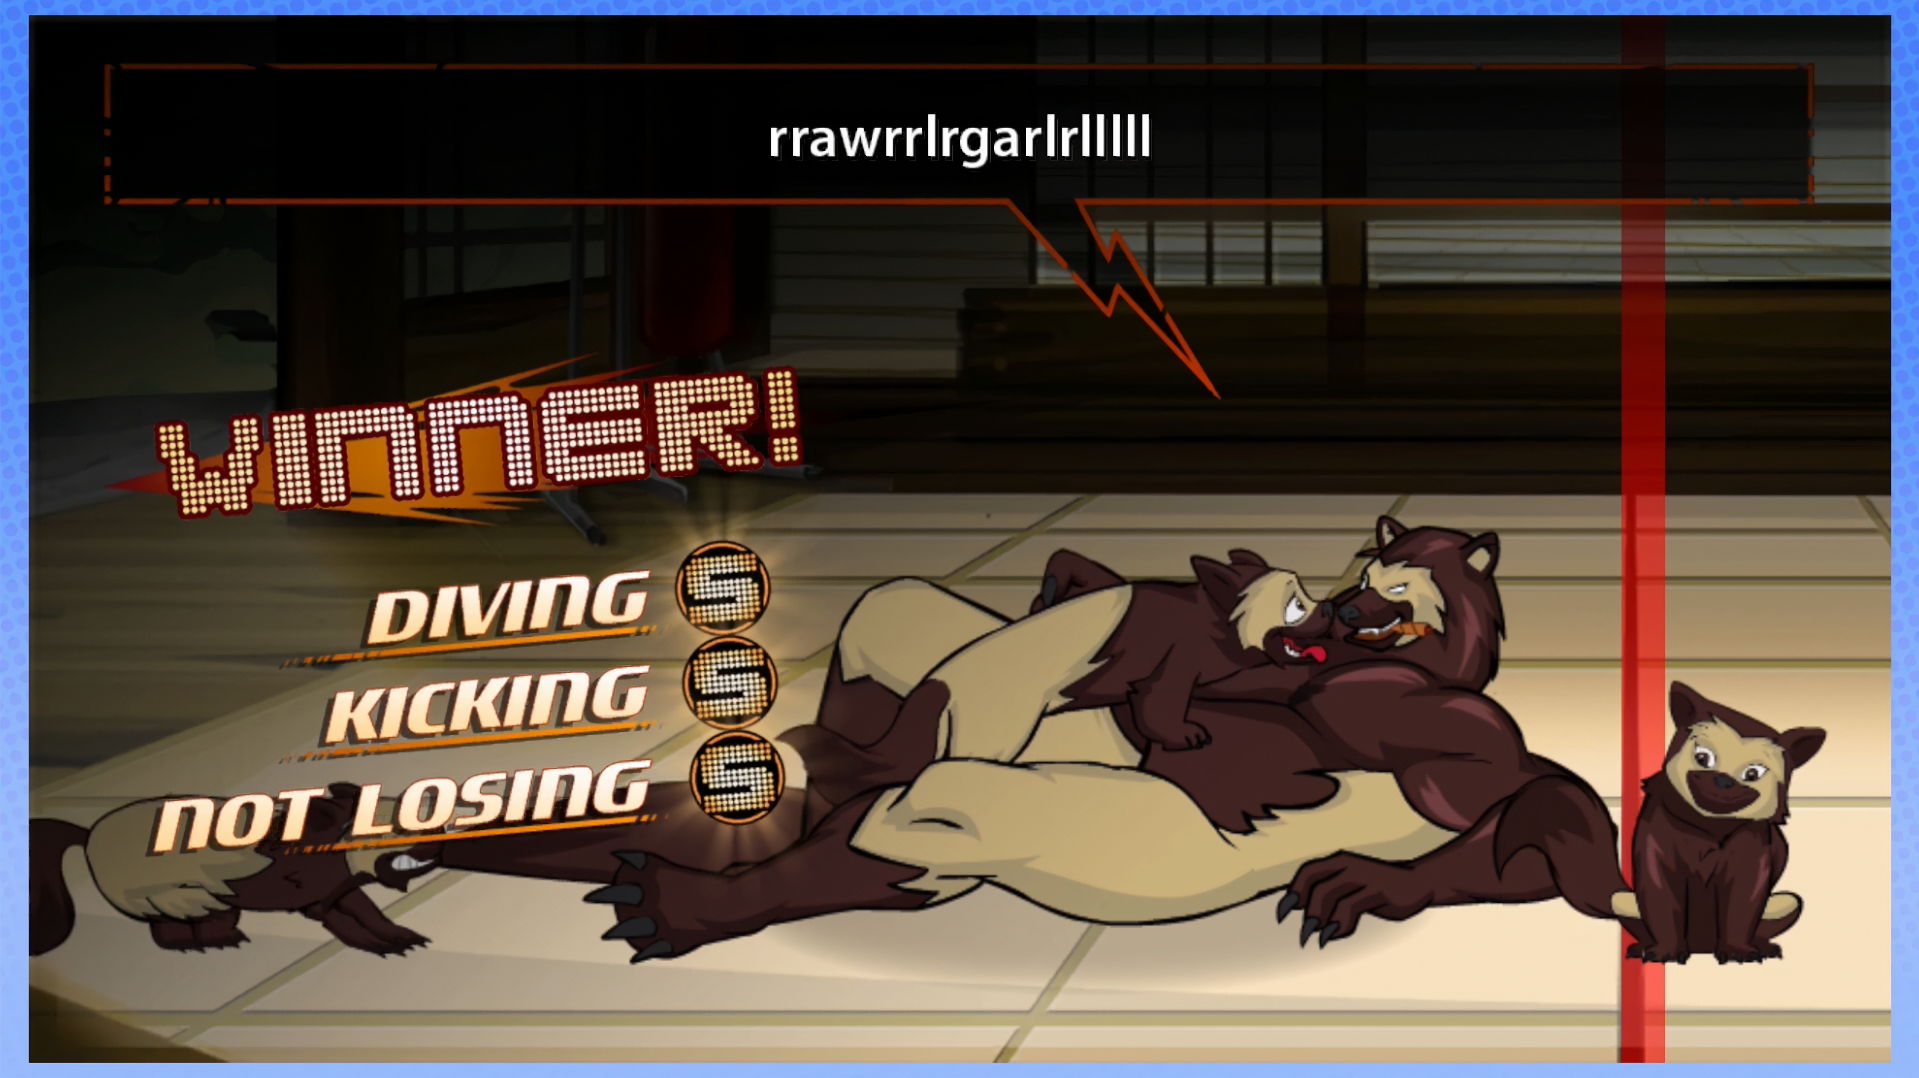 rrawrrlrgarlrlllll
WINNER!
DIVING S
KICKING S
NOT LOSING S